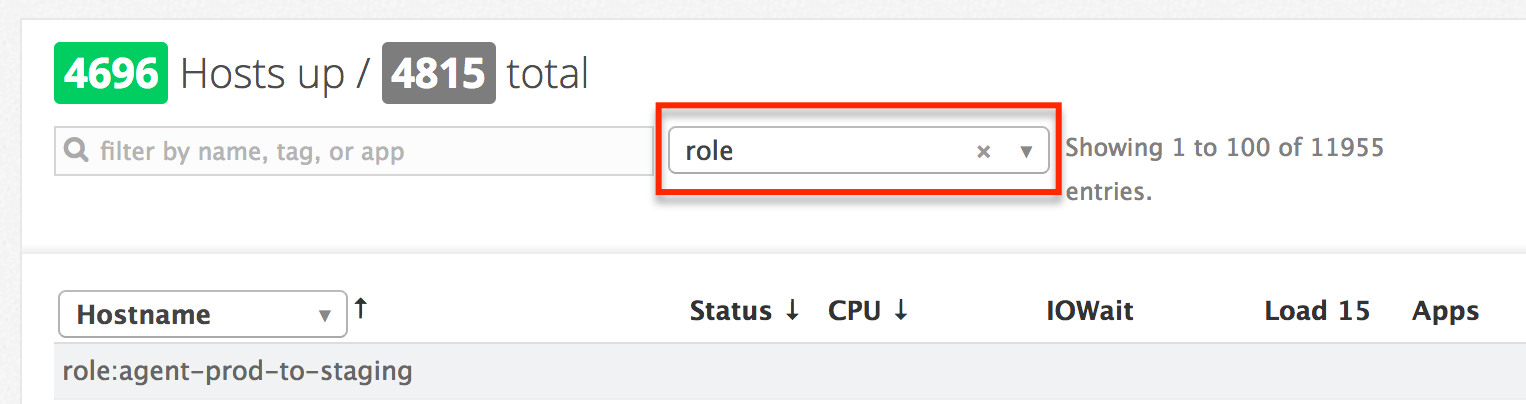 4696 Hosts up / 4815 total
filter by name, tag, or app
role
Showing 1 to 100 of 11955
entries.
Hostname ↑ Status ↓ CPU ↓ IOWait Load 15 Apps
role:agent-prod-to-staging